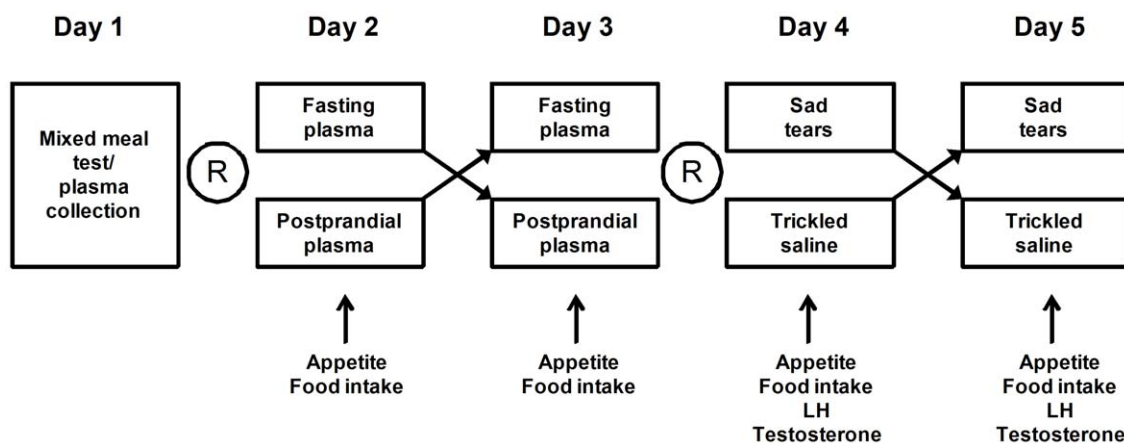 Day 1
Day 2
Day 3
Day 4
Day 5
Mixed meal
test/
plasma
collection
R
Fasting
plasma
Postprandial
plasma
Fasting
plasma
Postprandial
plasma
R
Sad
tears
Trickled
saline
Sad
tears
Trickled
saline
Appetite
Food intake
Appetite
Food intake
Appetite
Food intake
LH
Testosterone
Appetite
Food intake
LH
Testosterone